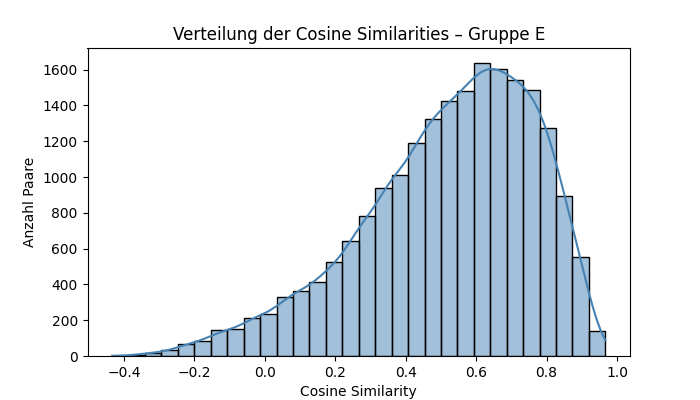 Verteilung der Cosine Similarities – Gruppe E
Anzahl Paare
1600
1400
1200
1000
800
600
400
200
0
−0.4 −0.2 0.0 0.2 0.4 0.6 0.8 1.0
Cosine Similarity